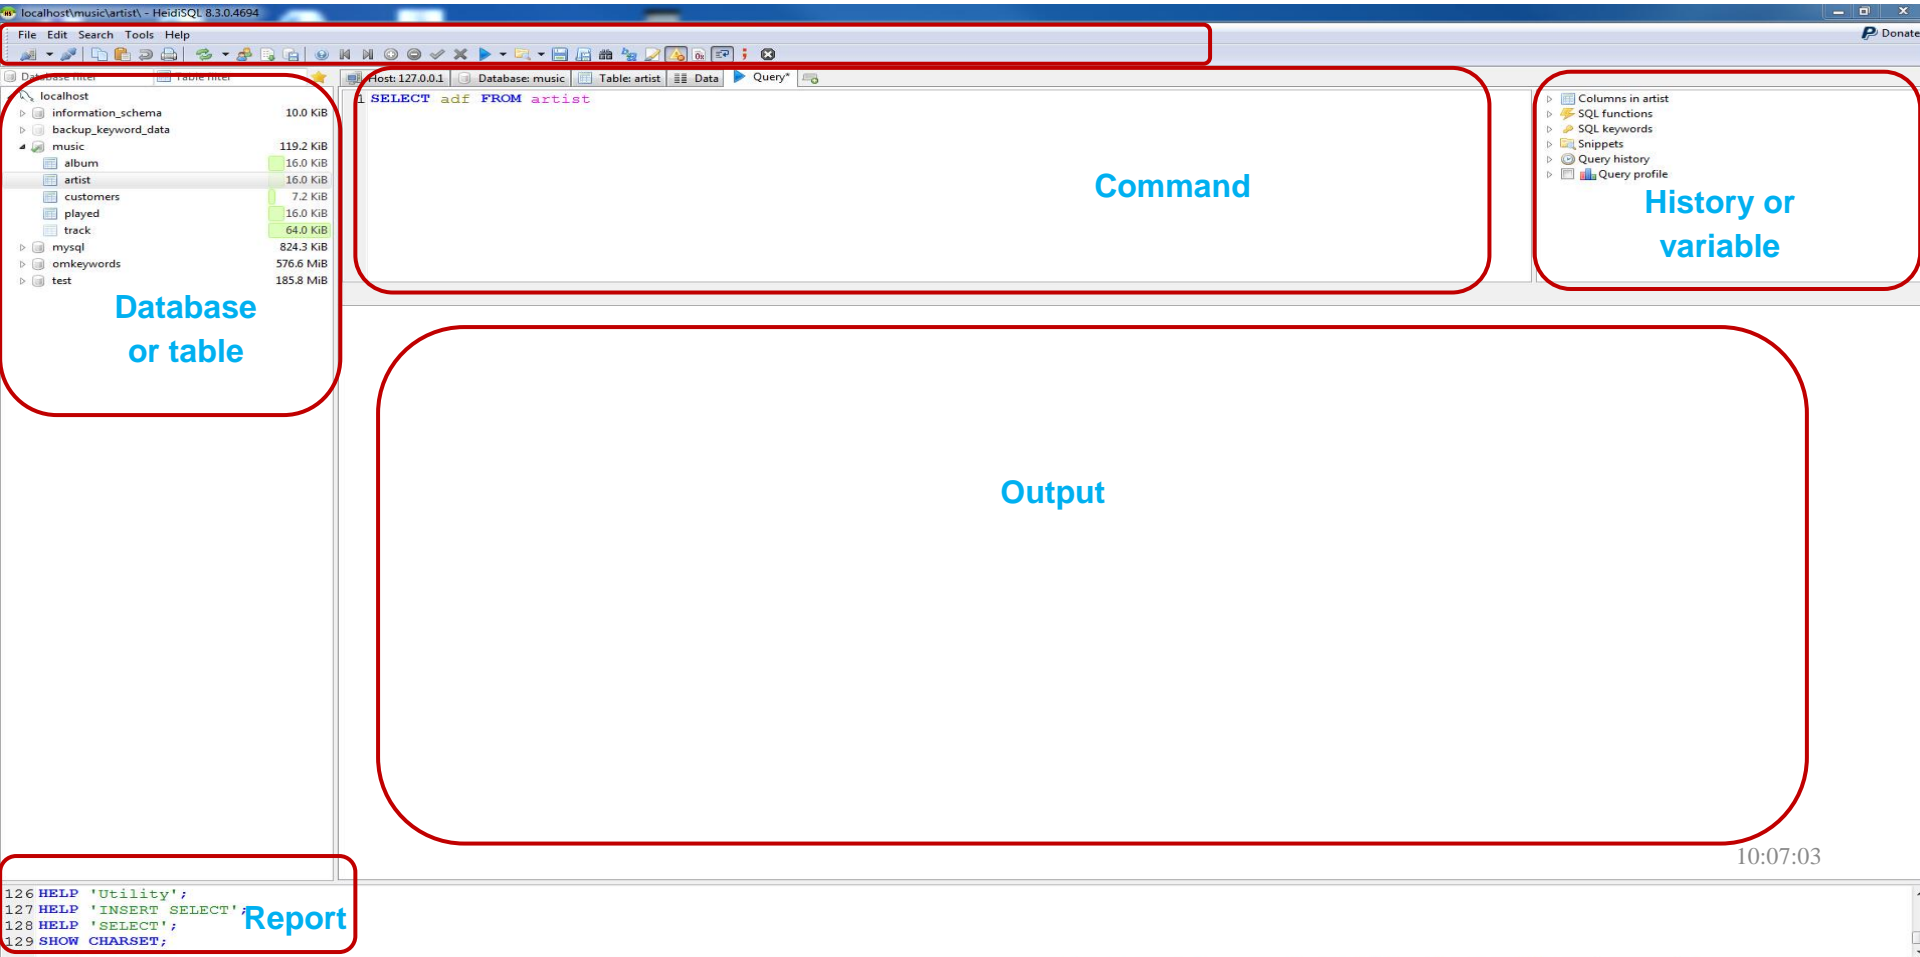 localhost\music\artist\ - HeidiSQL 8.3.0.4694
File Edit Search Tools Help
Donate
Database filter Table filter
Host: 127.0.0.1 Database: music Table: artist Data Query*
localhost
information_schema 10.0 KiB
backup_keyword_data
music 119.2 KiB
album 16.0 KiB
artist 16.0 KiB
customers 7.2 KiB
played 16.0 KiB
track 64.0 KiB
mysql 824.3 KiB
omkeywords 576.6 MiB
test 185.8 MiB
Database
or table
1 SELECT adf FROM artist
Command
Columns in artist
SQL functions
SQL keywords
Snippets
Query history
Query profile
History or
variable
Output
10:07:03
126 HELP 'Utility';
127 HELP 'INSERT SELECT';
128 HELP 'SELECT';
129 SHOW CHARSET;
Report